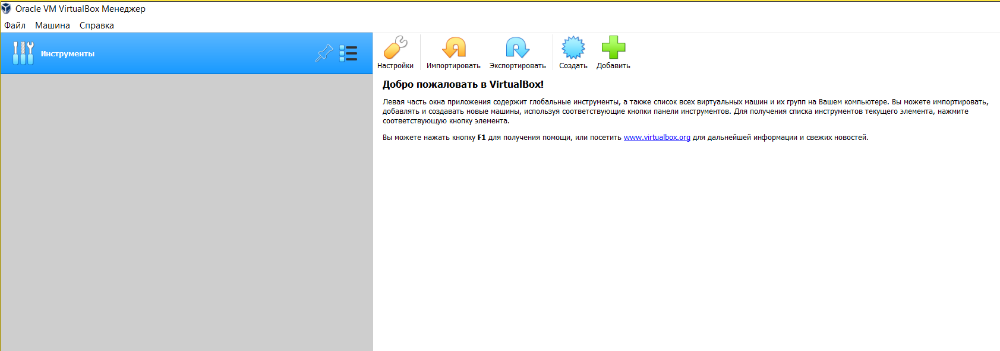 Oracle VM VirtualBox Менеджер
Файл Машина Справка
Инструменты
Настройки Импортировать Экспортировать Создать Добавить
Добро пожаловать в VirtualBox!
Левая часть окна приложения содержит глобальные инструменты, а также список всех виртуальных машин и их групп на Вашем компьютере. Вы можете импортировать,
добавлять и создавать новые машины, используя соответствующие кнопки панели инструментов. Для получения списка инструментов текущего элемента, нажмите
соответствующую кнопку элемента.
Вы можете нажать кнопку F1 для получения помощи, или посетить www.virtualbox.org для дальнейшей информации и свежих новостей.